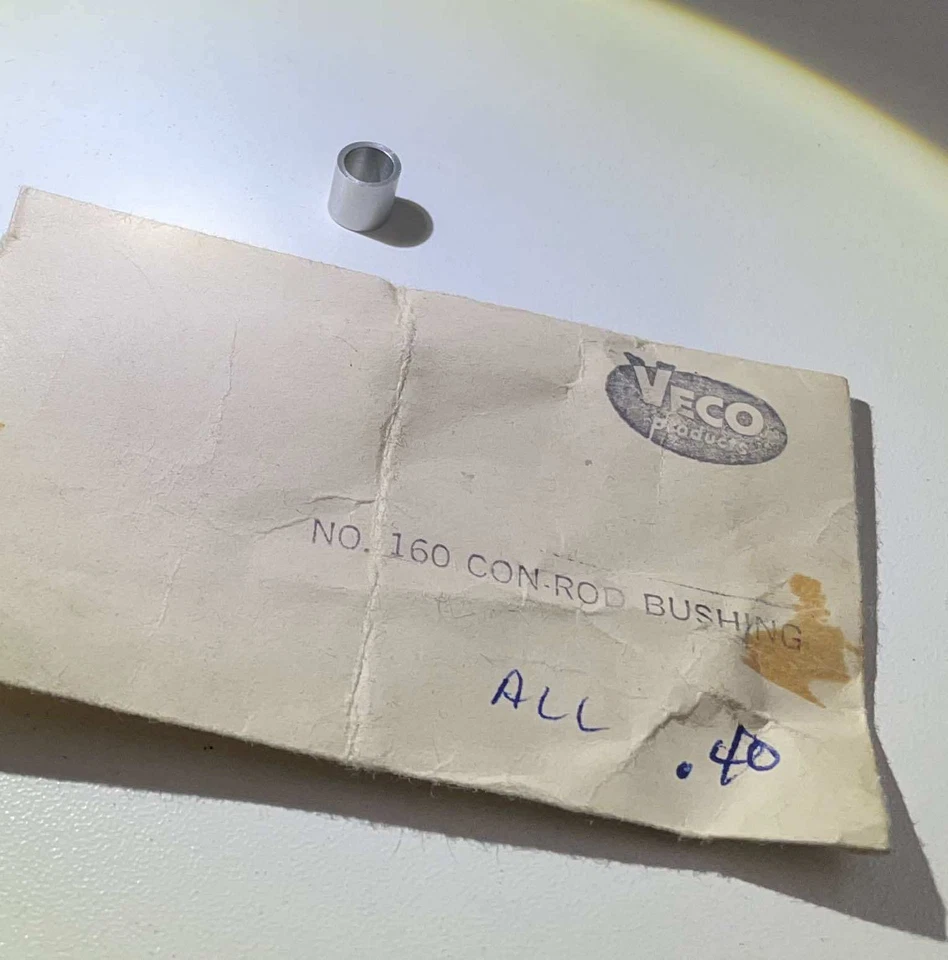 VECO
products
NO. 160 CON-ROD BUSHING
ALL
.40